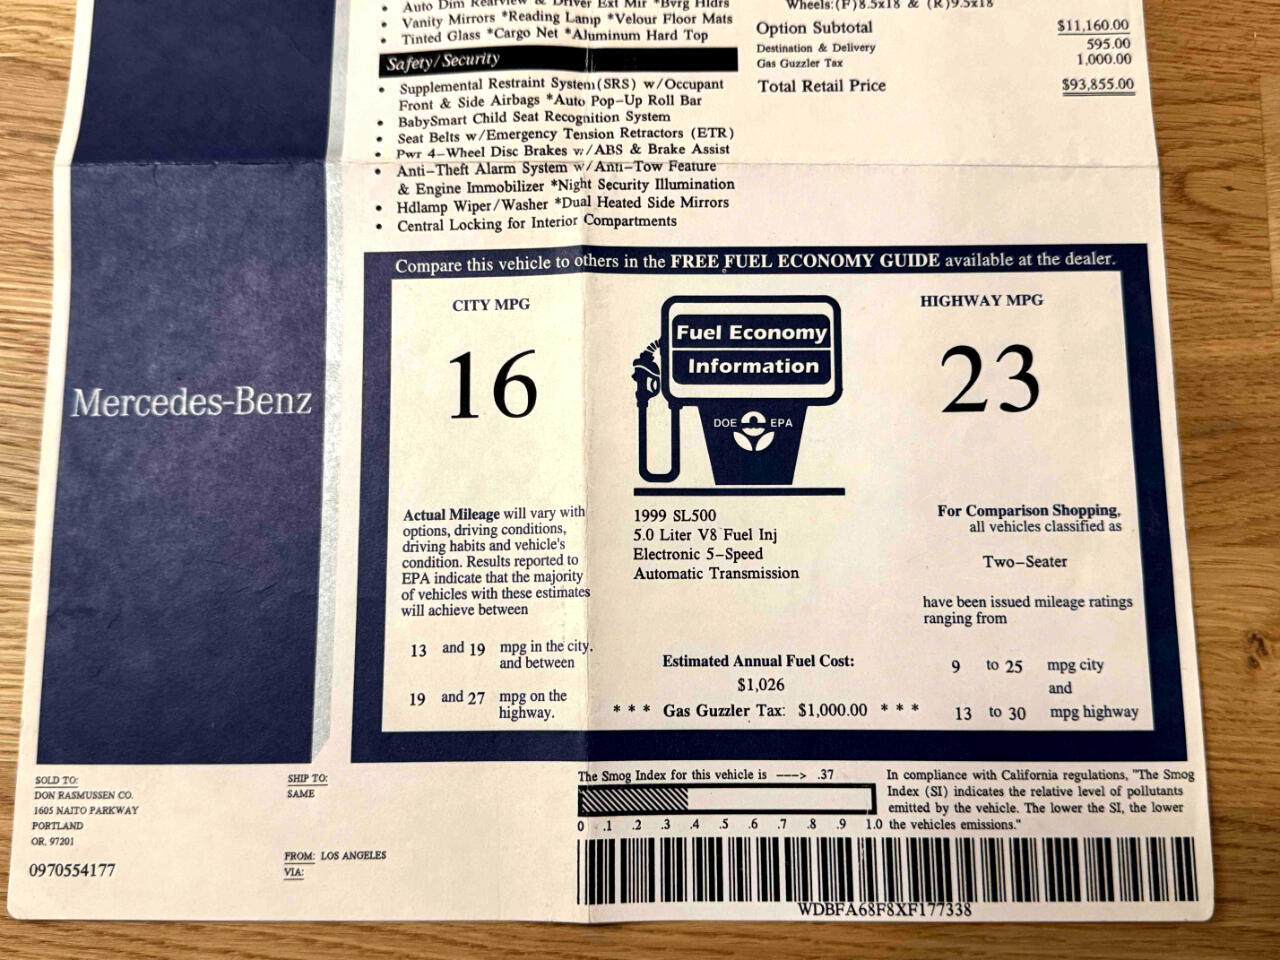 Auto Dim Rearview & Driver Ext Mir *Bvrg Hldrs
Vanity Mirrors *Reading Lamp *Velour Floor Mats
Tinted Glass *Cargo Net *Aluminum Hard Top
Safety/Security
Supplemental Restraint System(SRS) w/Occupant
Front & Side Airbags *Auto Pop-Up Roll Bar
BabySmart Child Seat Recognition System
Seat Belts w/Emergency Tension Retractors (ETR)
Pwr 4-Wheel Disc Brakes w/ABS & Brake Assist
Anti-Theft Alarm System w/Anti-Tow Feature
& Engine Immobilizer *Night Security Illumination
Hdlamp Wiper/Washer *Dual Heated Side Mirrors
Central Locking for Interior Compartments
Wheels:(F)8.5x18 & (R)9.5x18
Option Subtotal $11,160.00
Destination & Delivery 595.00
Gas Guzzler Tax 1,000.00
Total Retail Price $93,855.00
Mercedes-Benz
Compare this vehicle to others in the FREE FUEL ECONOMY GUIDE available at the dealer.
CITY MPG
16
Fuel Economy
Information
DOE EPA
HIGHWAY MPG
23
Actual Mileage will vary with
options, driving conditions,
driving habits and vehicle's
condition. Results reported to
EPA indicate that the majority
of vehicles with these estimates
will achieve between
13 and 19 mpg in the city.
and between
19 and 27 mpg on the
highway.
1999 SL500
5.0 Liter V8 Fuel Inj
Electronic 5-Speed
Automatic Transmission
Estimated Annual Fuel Cost:
$1,026
* * * Gas Guzzler Tax: $1,000.00 * * *
For Comparison Shopping,
all vehicles classified as
Two-Seater
have been issued mileage ratings
ranging from
9 to 25 mpg city
and
13 to 30 mpg highway
SOLD TO:
DON RASMUSSEN CO.
1605 NAITO PARKWAY
PORTLAND
OR, 97201
0970554177
SHIP TO:
SAME
FROM: LOS ANGELES
VIA:
The Smog Index for this vehicle is ---> .37
0 .1 .2 .3 .4 .5 .6 .7 .8 .9 1.0
In compliance with California regulations, "The Smog
Index (SI) indicates the relative level of pollutants
emitted by the vehicle. The lower the SI, the lower
the vehicles emissions."
WDBFA68F8XF177338